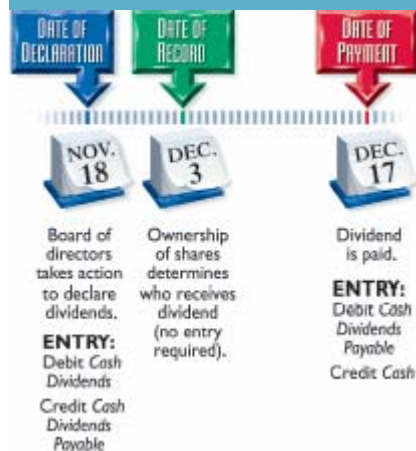 DATE OF
DECLARATION
DATE OF
RECORD
DATE OF
PAYMENT
NOV.
18
DEC.
3
DEC.
17
Board of
directors
takes action
to declare
dividends.
ENTRY:
Debit Cash
Dividends
Credit Cash
Dividends
Payable
Ownership
of shares
determines
who receives
dividend
(no entry
required).
Dividend
is paid.
ENTRY:
Debit Cash
Dividends
Payable
Credit Cash